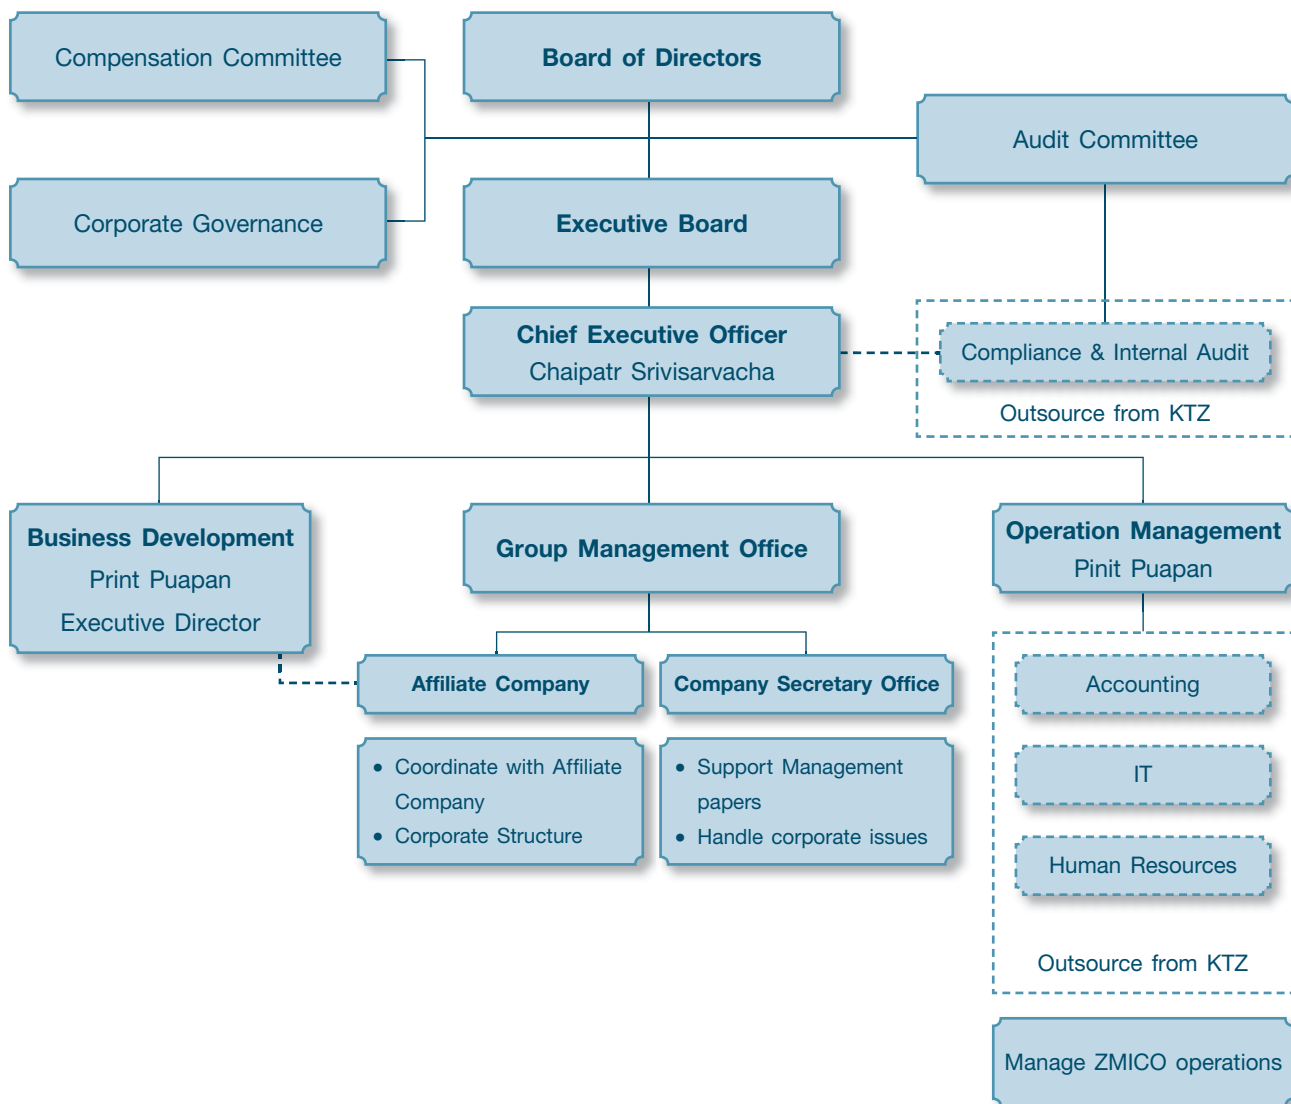 Compensation Committee
Board of Directors
Audit Committee
Corporate Governance
Executive Board
Chief Executive Officer
Chaipatr Srivisarvacha
Compliance & Internal Audit
Outsource from KTZ
Business Development
Print Puapan
Executive Director
Group Management Office
Operation Management
Pinit Puapan
Affiliate Company
Company Secretary Office
• Coordinate with Affiliate
Company
• Corporate Structure
• Support Management
papers
• Handle corporate issues
Accounting
IT
Human Resources
Outsource from KTZ
Manage ZMICO operations